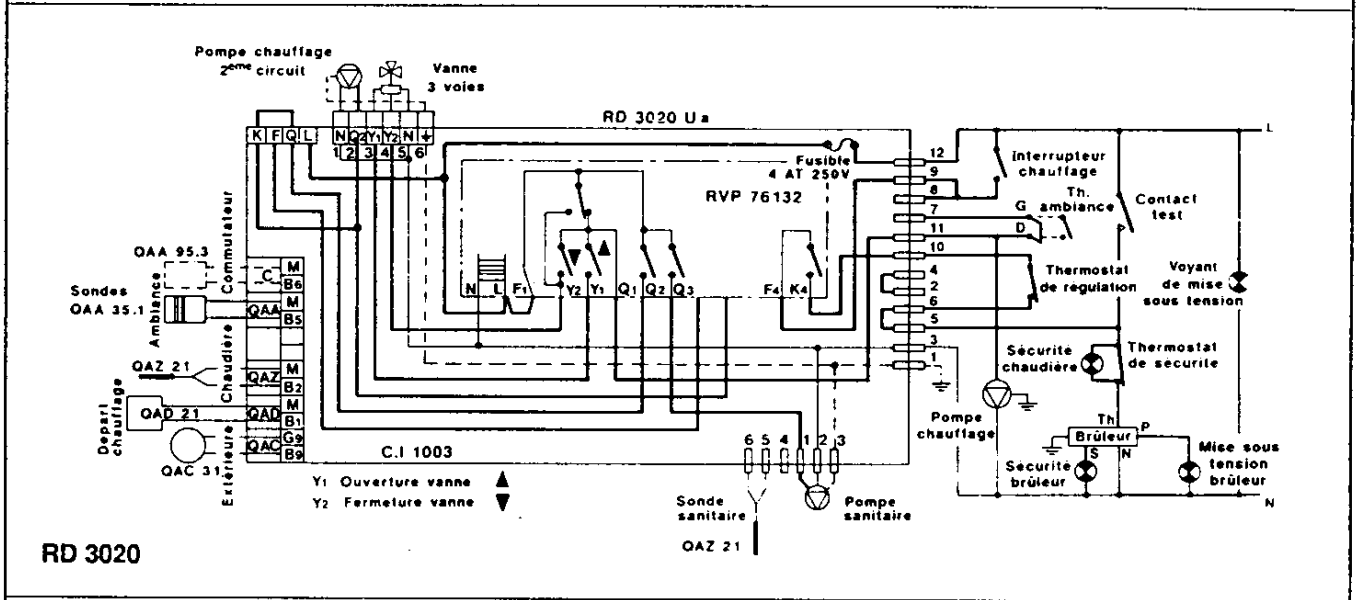 Pompe chauffage
2eme circuit
Vanne
3 voies
RD 3020 Ua
K F Q L
N Q2 Y1 Y2 N
1 2 3 4 5 6
Fusible
4 AT 250V
RVP 76132
12
9
8
7
11
10
4
2
6
5
3
1
L
Interrupteur
chauffage
Th.
ambiance
G
D
Contact
test
Thermostat
de régulation
Voyant
de mise
sous tension
Commutateur
QAA 95.3
C
M
B6
Sondes
QAA 35.1
Ambiance
QAA
M
B5
N L F1 Y2 Y1 Q1 Q2 Q3 F4 K4
Chaudière
QAZ 21
QAZ
M
B2
Départ
chauffage
QAD 21
QAD
M
B1
Extérieure
QAC 31
QAC
G9
B9
C.I 1003
Y1 Ouverture vanne
Y2 Fermeture vanne
6 5 4 1 2 3
Sonde
sanitaire
QAZ 21
Pompe
sanitaire
Sécurité
chaudière
Thermostat
de sécurité
Pompe
chauffage
Th
Brûleur
P
S N
Sécurité
brûleur
Mise sous
tension
brûleur
N
RD 3020